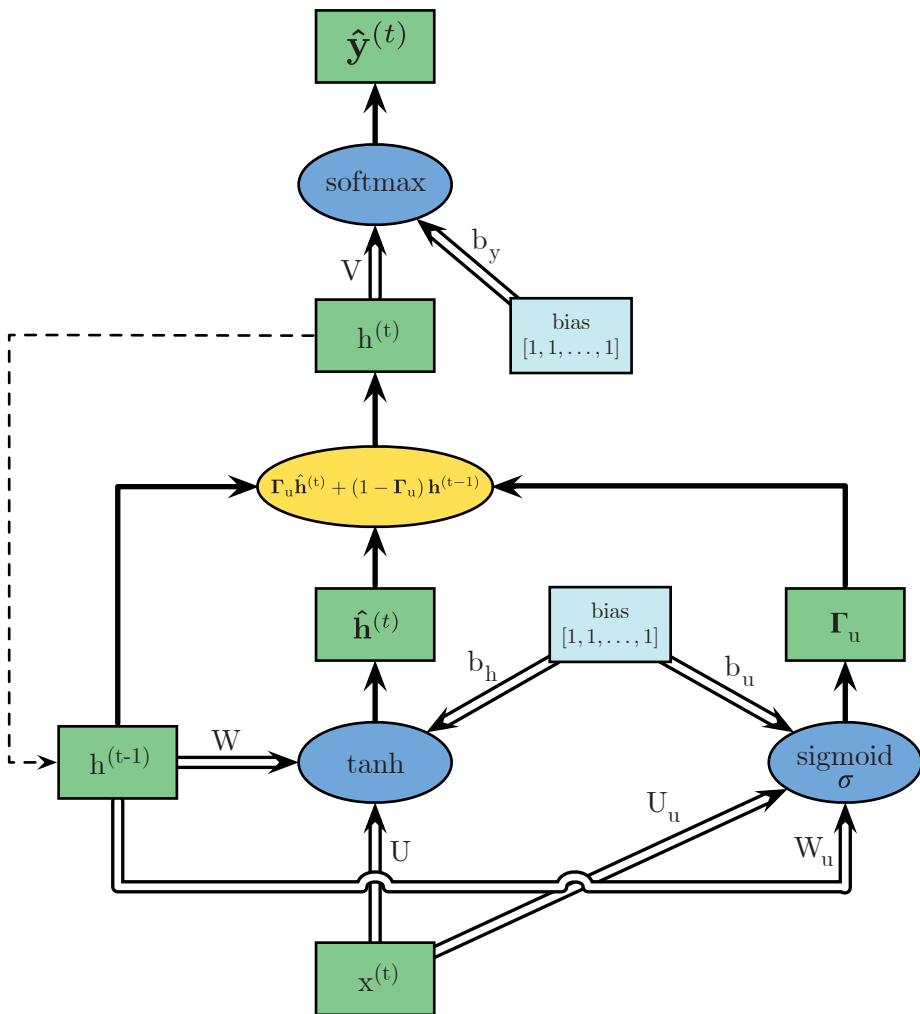 ŷ^(t)
softmax
b_y
V
h^(t)
bias
[1, 1, . . . , 1]
Γ_u ĥ^(t) + (1 − Γ_u) h^(t−1)
ĥ^(t)
bias
[1, 1, . . . , 1]
Γ_u
b_h
b_u
h^(t-1)
W
tanh
sigmoid
σ
U_u
U
W_u
x^(t)